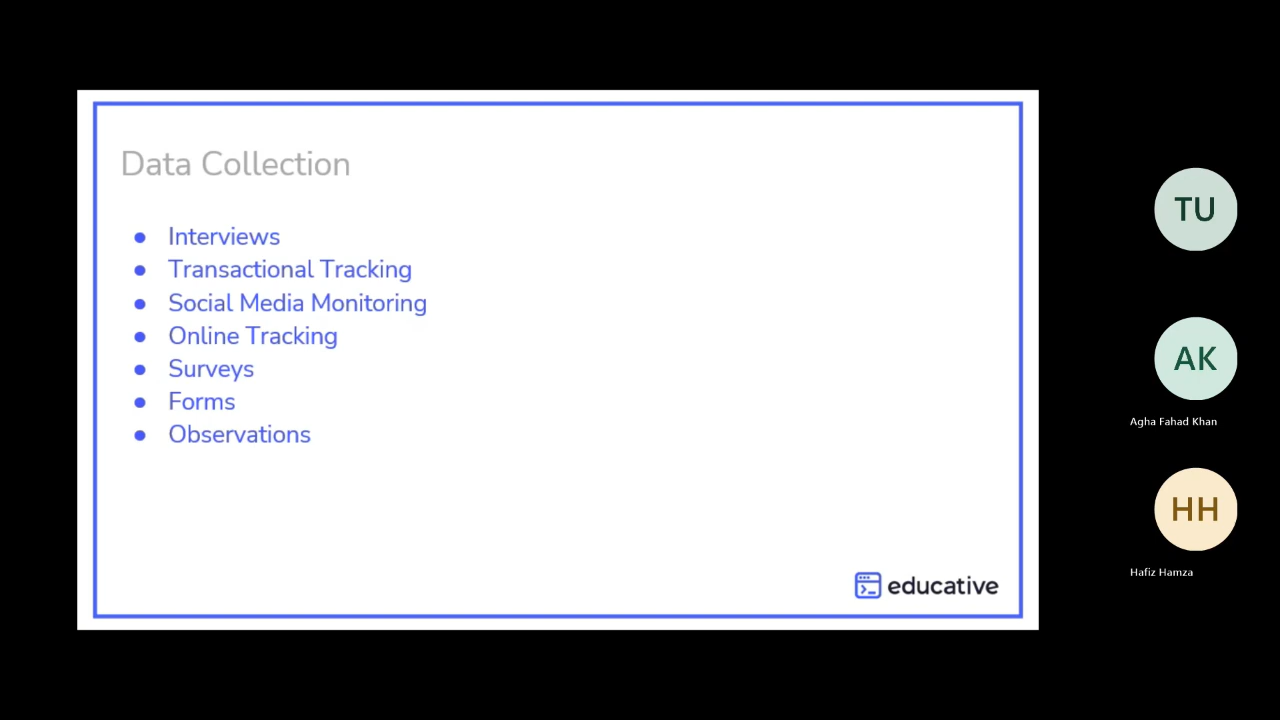 Data Collection
Interviews
Transactional Tracking
Social Media Monitoring
Online Tracking
Surveys
Forms
Observations
educative
TU
AK
Agha Fahad Khan
HH
Hafiz Hamza